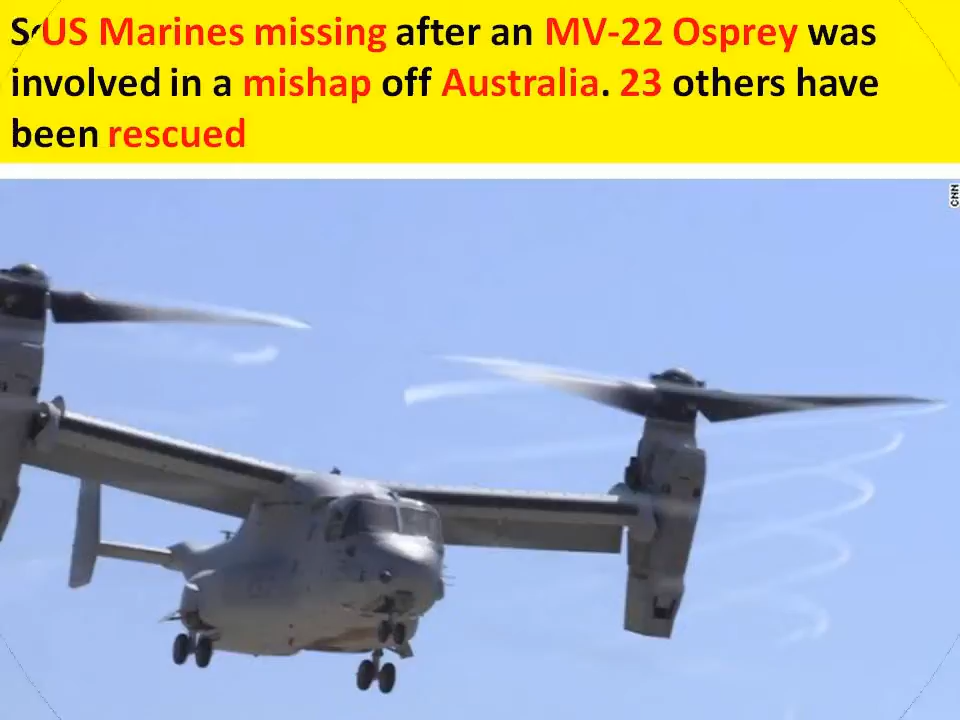 US Marines missing after an MV-22 Osprey was
involved in a mishap off Australia. 23 others have
been rescued
CNN